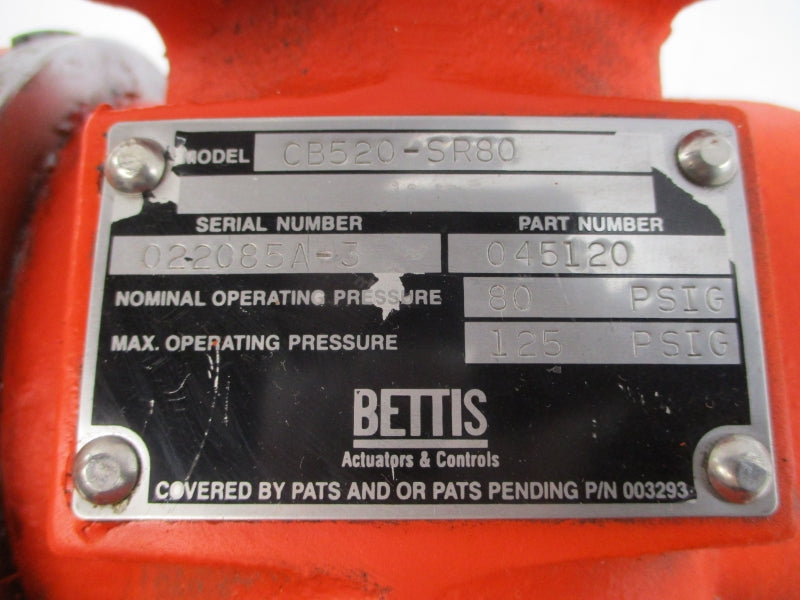 MODEL CB520-SR80
SERIAL NUMBER PART NUMBER
022085A-3 045120
NOMINAL OPERATING PRESSURE 80 PSIG
MAX. OPERATING PRESSURE 125 PSIG
BETTIS
Actuators & Controls
COVERED BY PATS AND OR PATS PENDING P/N 003293